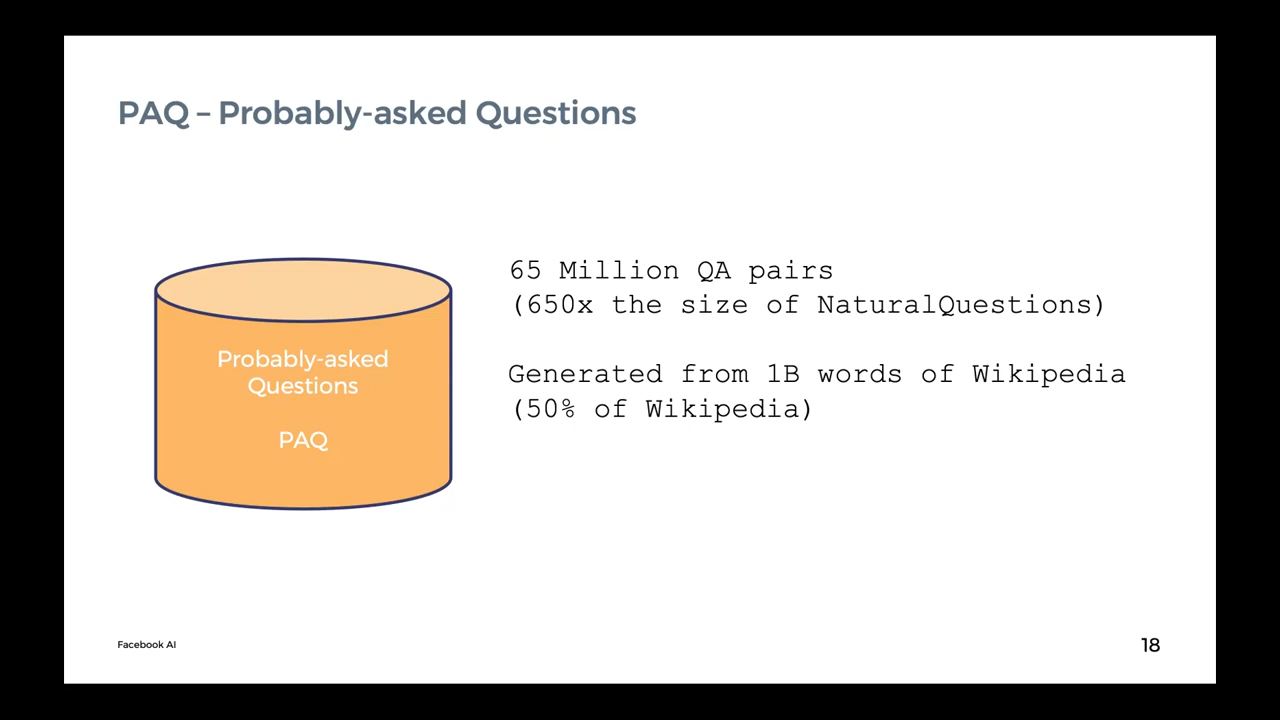 PAQ – Probably-asked Questions
Probably-asked
Questions
PAQ
65 Million QA pairs
(650x the size of NaturalQuestions)
Generated from 1B words of Wikipedia
(50% of Wikipedia)
Facebook AI
18